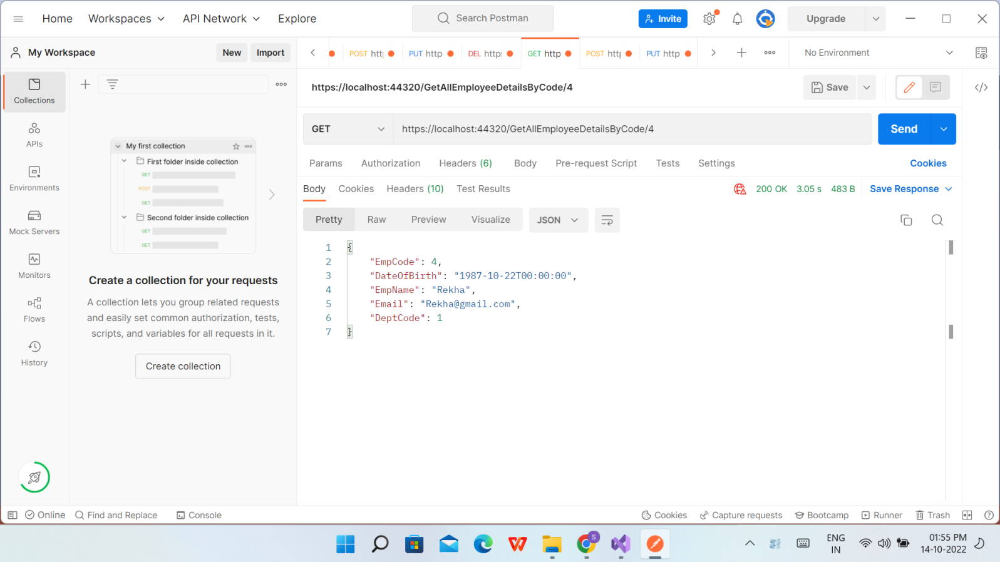 Home Workspaces API Network Explore Search Postman Invite Upgrade
My Workspace New Import POST htt PUT http DEL https GET http POST htt PUT http No Environment
Collections
APIs
Environments
Mock Servers
Monitors
Flows
History
My first collection
First folder inside collection
GET
POST
GET
Second folder inside collection
GET
GET
Create a collection for your requests
A collection lets you group related requests
and easily set common authorization, tests,
scripts, and variables for all requests in it.
Create collection
https://localhost:44320/GetAllEmployeeDetailsByCode/4 Save
GET https://localhost:44320/GetAllEmployeeDetailsByCode/4 Send
Params Authorization Headers (6) Body Pre-request Script Tests Settings Cookies
Body Cookies Headers (10) Test Results 200 OK 3.05 s 483 B Save Response
Pretty Raw Preview Visualize JSON
1 {
2 "EmpCode": 4,
3 "DateOfBirth": "1987-10-22T00:00:00",
4 "EmpName": "Rekha",
5 "Email": "Rekha@gmail.com",
6 "DeptCode": 1
7 }
Online Find and Replace Console Cookies Capture requests Bootcamp Runner Trash
S
ENG
IN
01:55 PM
14-10-2022